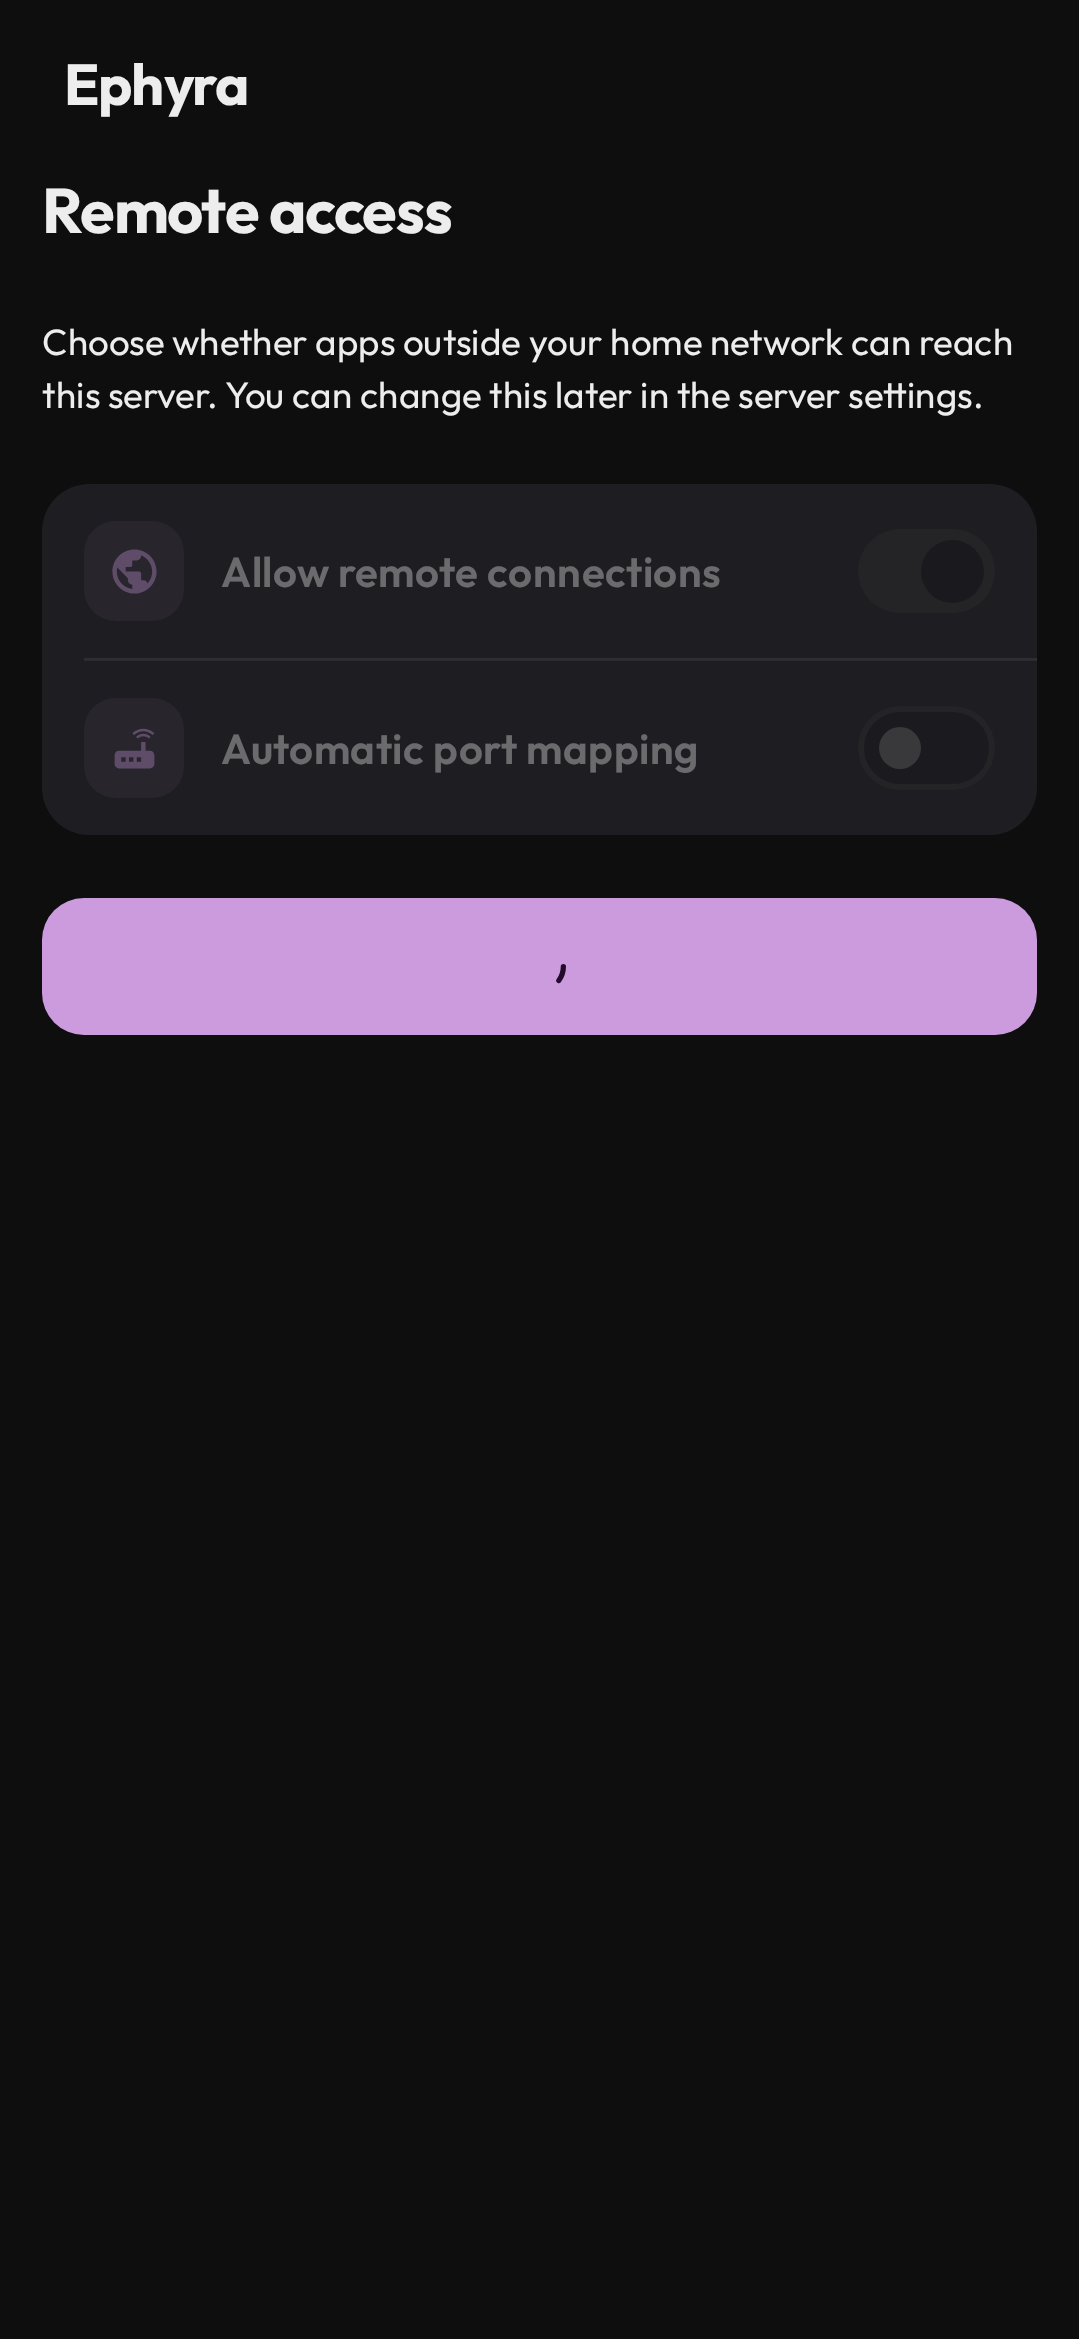 Ephyra
Remote access
Choose whether apps outside your home network can reach
this server. You can change this later in the server settings.
Allow remote connections
Automatic port mapping